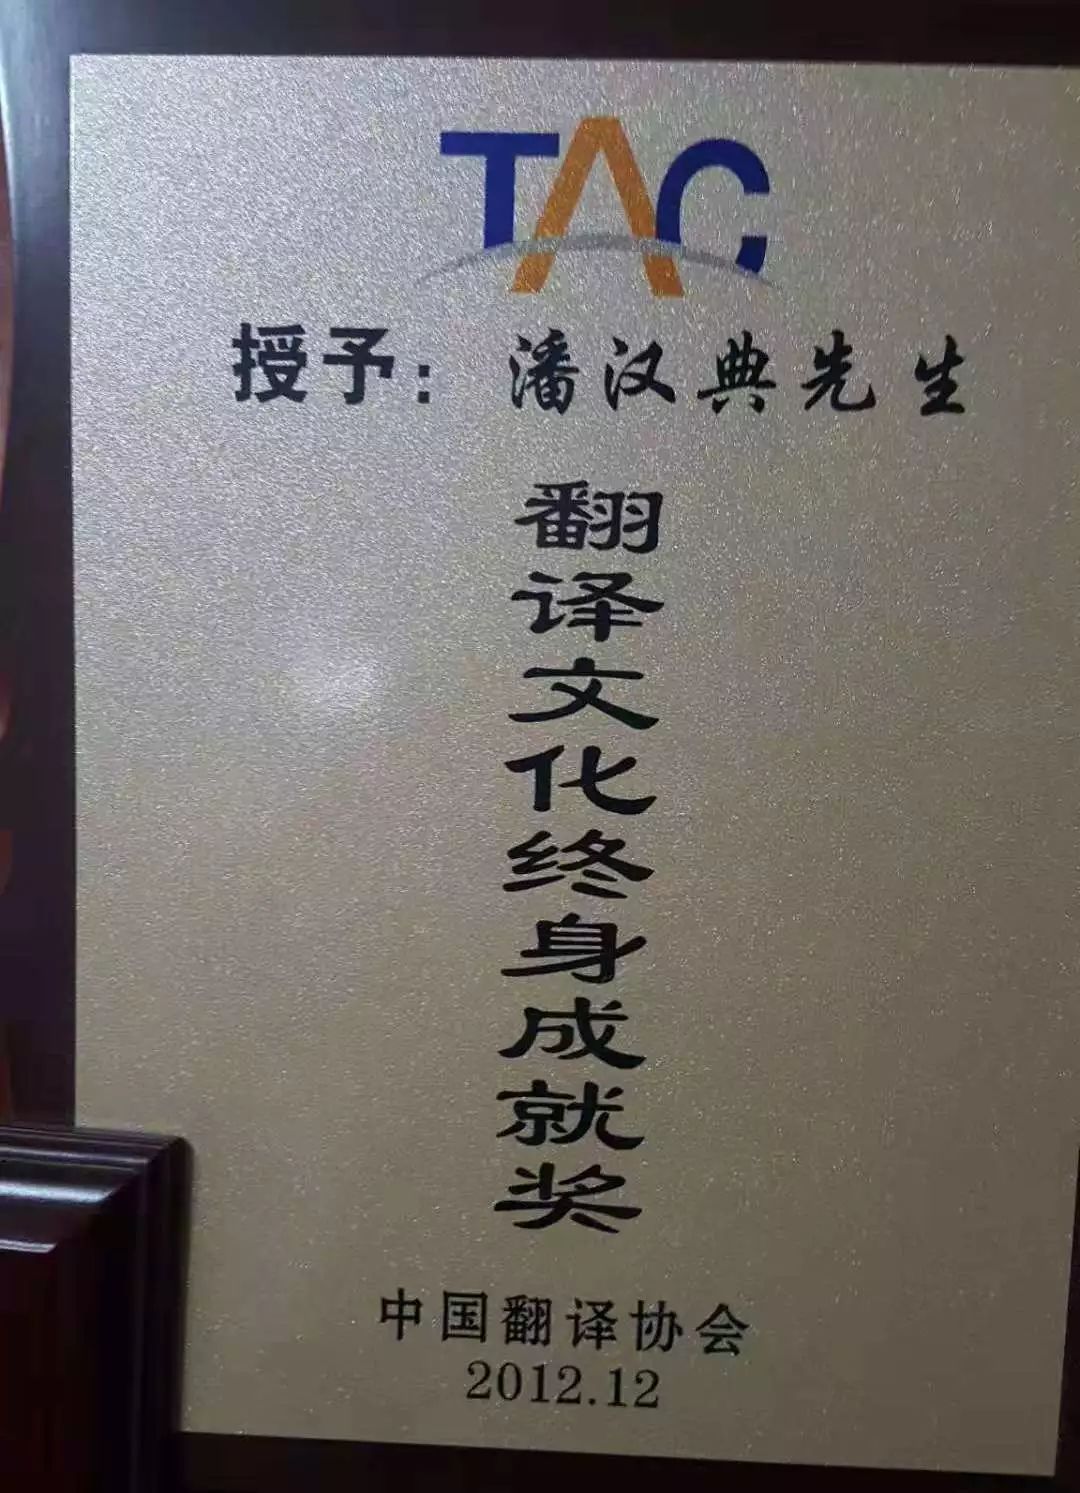 TAC
授予：潘汉典先生
翻译文化终身成就奖
中国翻译协会
2012.12